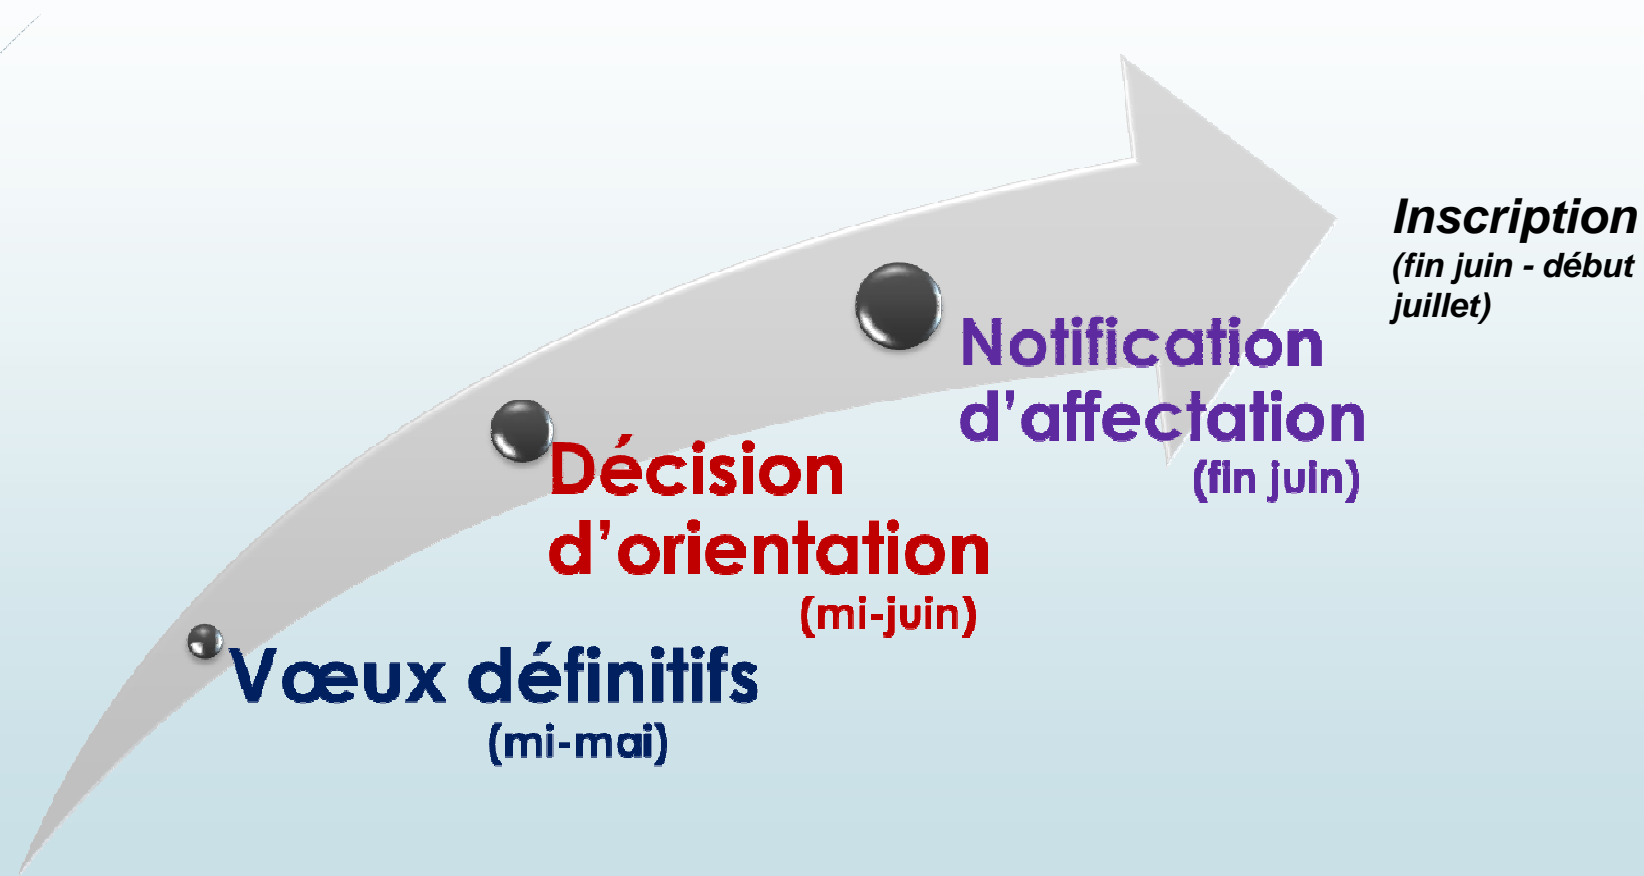 Vœux définitifs
(mi-mai)
Décision
d’orientation
(mi-juin)
Notification
d’affectation
(fin juin)
Inscription
(fin juin - début
juillet)